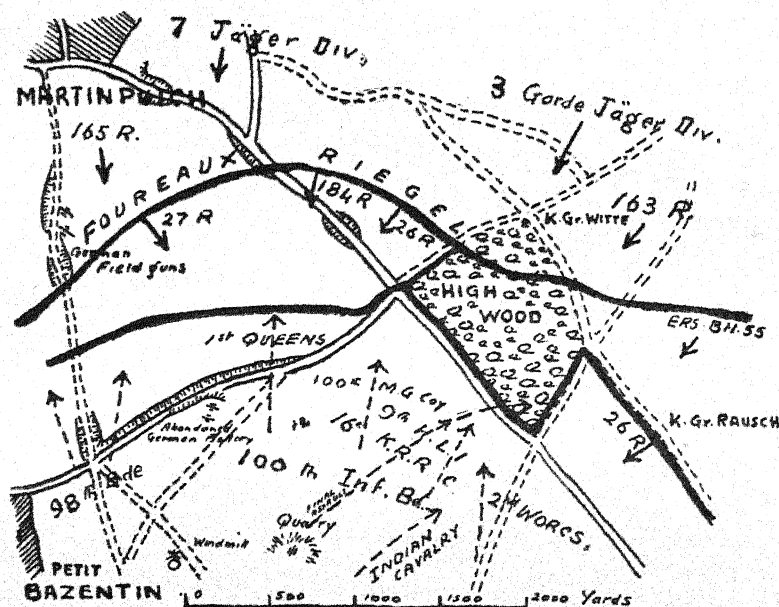 7 Jäger Div.
3 Garde Jäger Div.
MARTINPUICH
165 R.
FOUREAUX RIEGEL
184 R
27 R
26 R
K. Gr. WITTE
163 R
German
Field Guns
HIGH
WOOD
ERS. BH. 55
1st QUEENS
100th M G Coy
16th K.R.R.C
9th H.L.I
26 R
K. Gr. RAUSCH
Abandoned
German Battery
100th Inf. Bde.
98th Bde
2nd WORCS.
Quarry
INDIAN
CAVALRY
Windmill
PETIT
BAZENTIN
0 500 1000 1500 2000 Yards